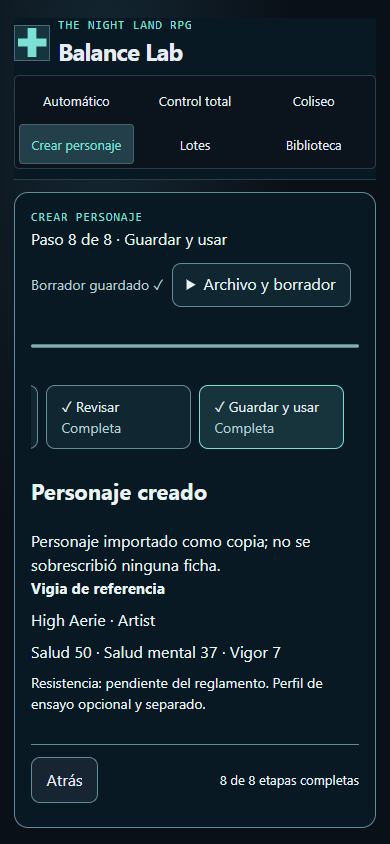 THE NIGHT LAND RPG
Balance Lab
Automático
Control total
Coliseo
Crear personaje
Lotes
Biblioteca
CREAR PERSONAJE
Paso 8 de 8 · Guardar y usar
Borrador guardado ✓
▶ Archivo y borrador
✓ Revisar
Completa
✓ Guardar y usar
Completa
Personaje creado
Personaje importado como copia; no se
sobrescribió ninguna ficha.
Vigia de referencia
High Aerie · Artist
Salud 50 · Salud mental 37 · Vigor 7
Resistencia: pendiente del reglamento. Perfil de
ensayo opcional y separado.
Atrás
8 de 8 etapas completas